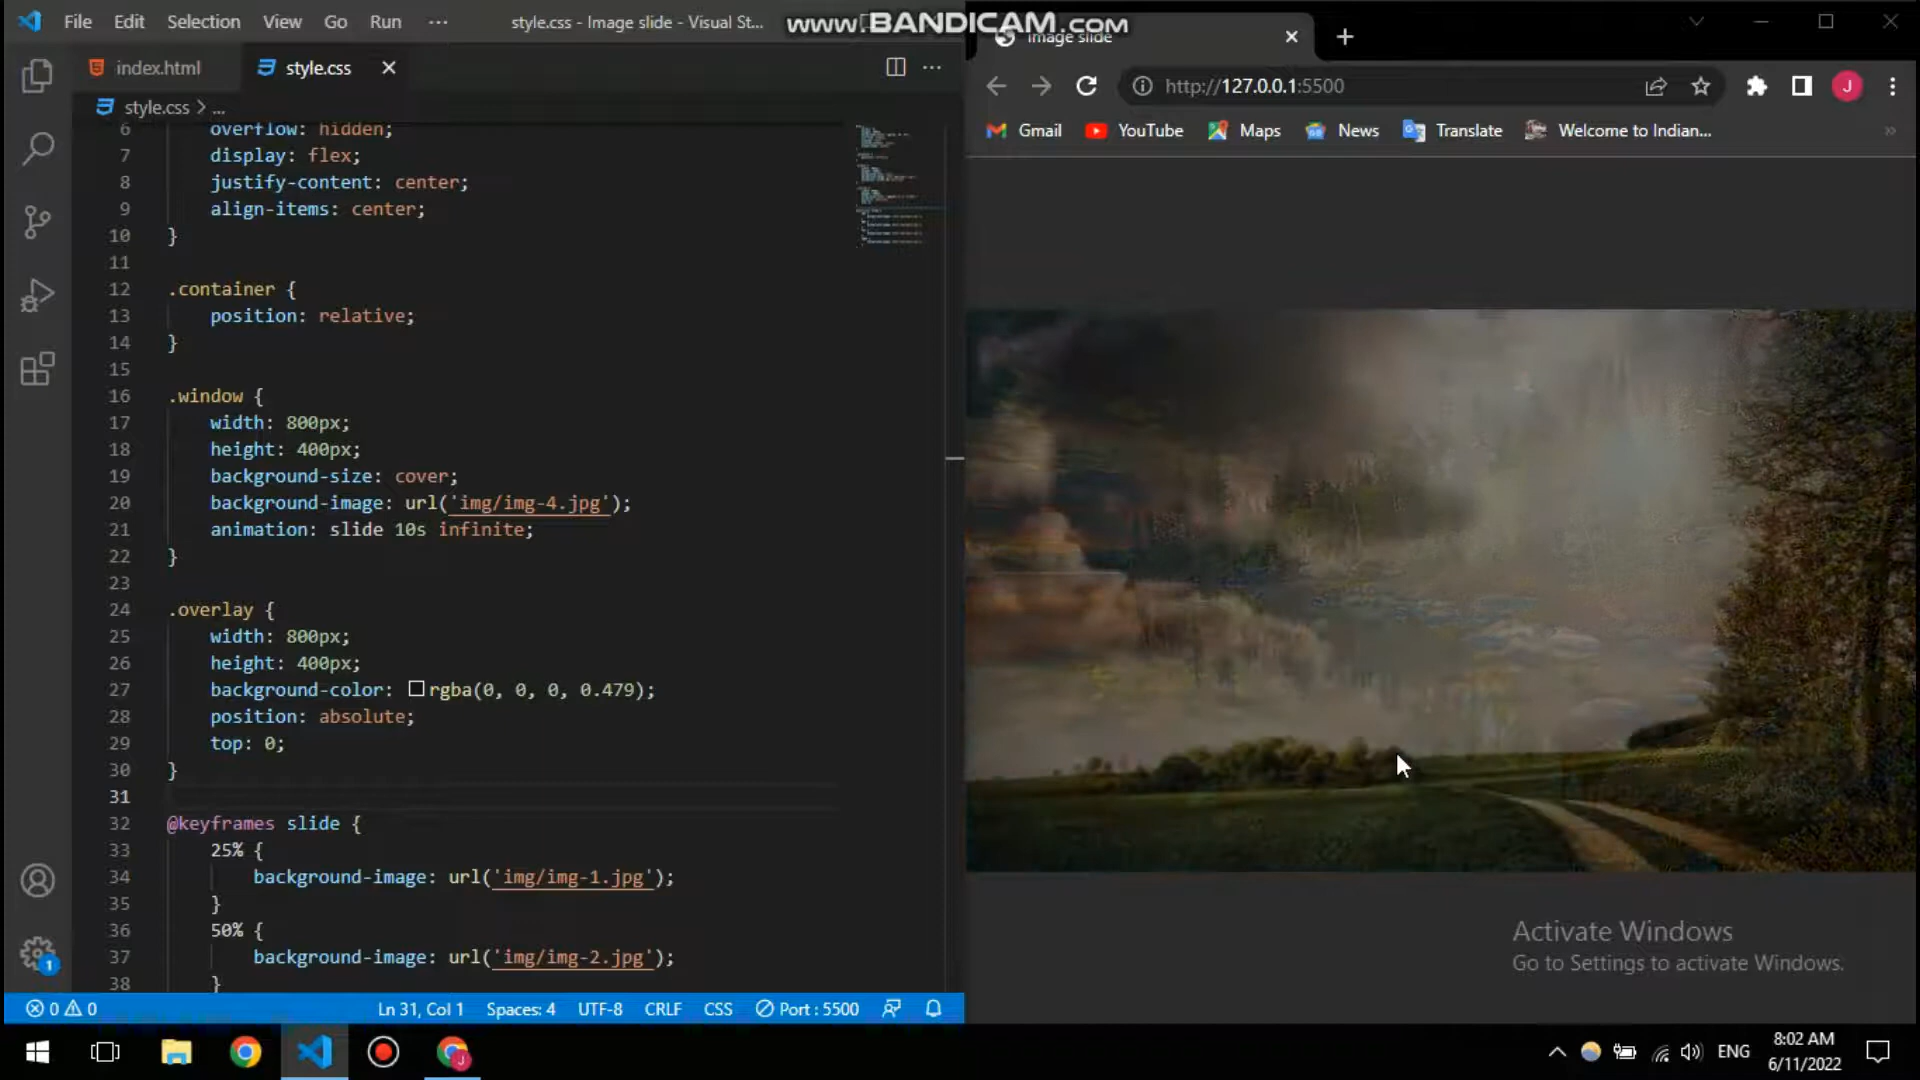 File Edit Selection View Go Run ··· style.css - Image slide - Visual St...
www.BANDICAM.com
Image slide
index.html style.css
style.css > ...
http://127.0.0.1:5500
Gmail YouTube Maps News Translate Welcome to Indian...
6 overflow: hidden;
7 display: flex;
8 justify-content: center;
9 align-items: center;
10 }
11
12 .container {
13 position: relative;
14 }
15
16 .window {
17 width: 800px;
18 height: 400px;
19 background-size: cover;
20 background-image: url('img/img-4.jpg');
21 animation: slide 10s infinite;
22 }
23
24 .overlay {
25 width: 800px;
26 height: 400px;
27 background-color: rgba(0, 0, 0, 0.479);
28 position: absolute;
29 top: 0;
30 }
31
32 @keyframes slide {
33 25% {
34 background-image: url('img/img-1.jpg');
35 }
36 50% {
37 background-image: url('img/img-2.jpg');
38 }
Activate Windows
Go to Settings to activate Windows.
1
J
0 0 Ln 31, Col 1 Spaces: 4 UTF-8 CRLF CSS Port : 5500
J
ENG 8:02 AM
6/11/2022